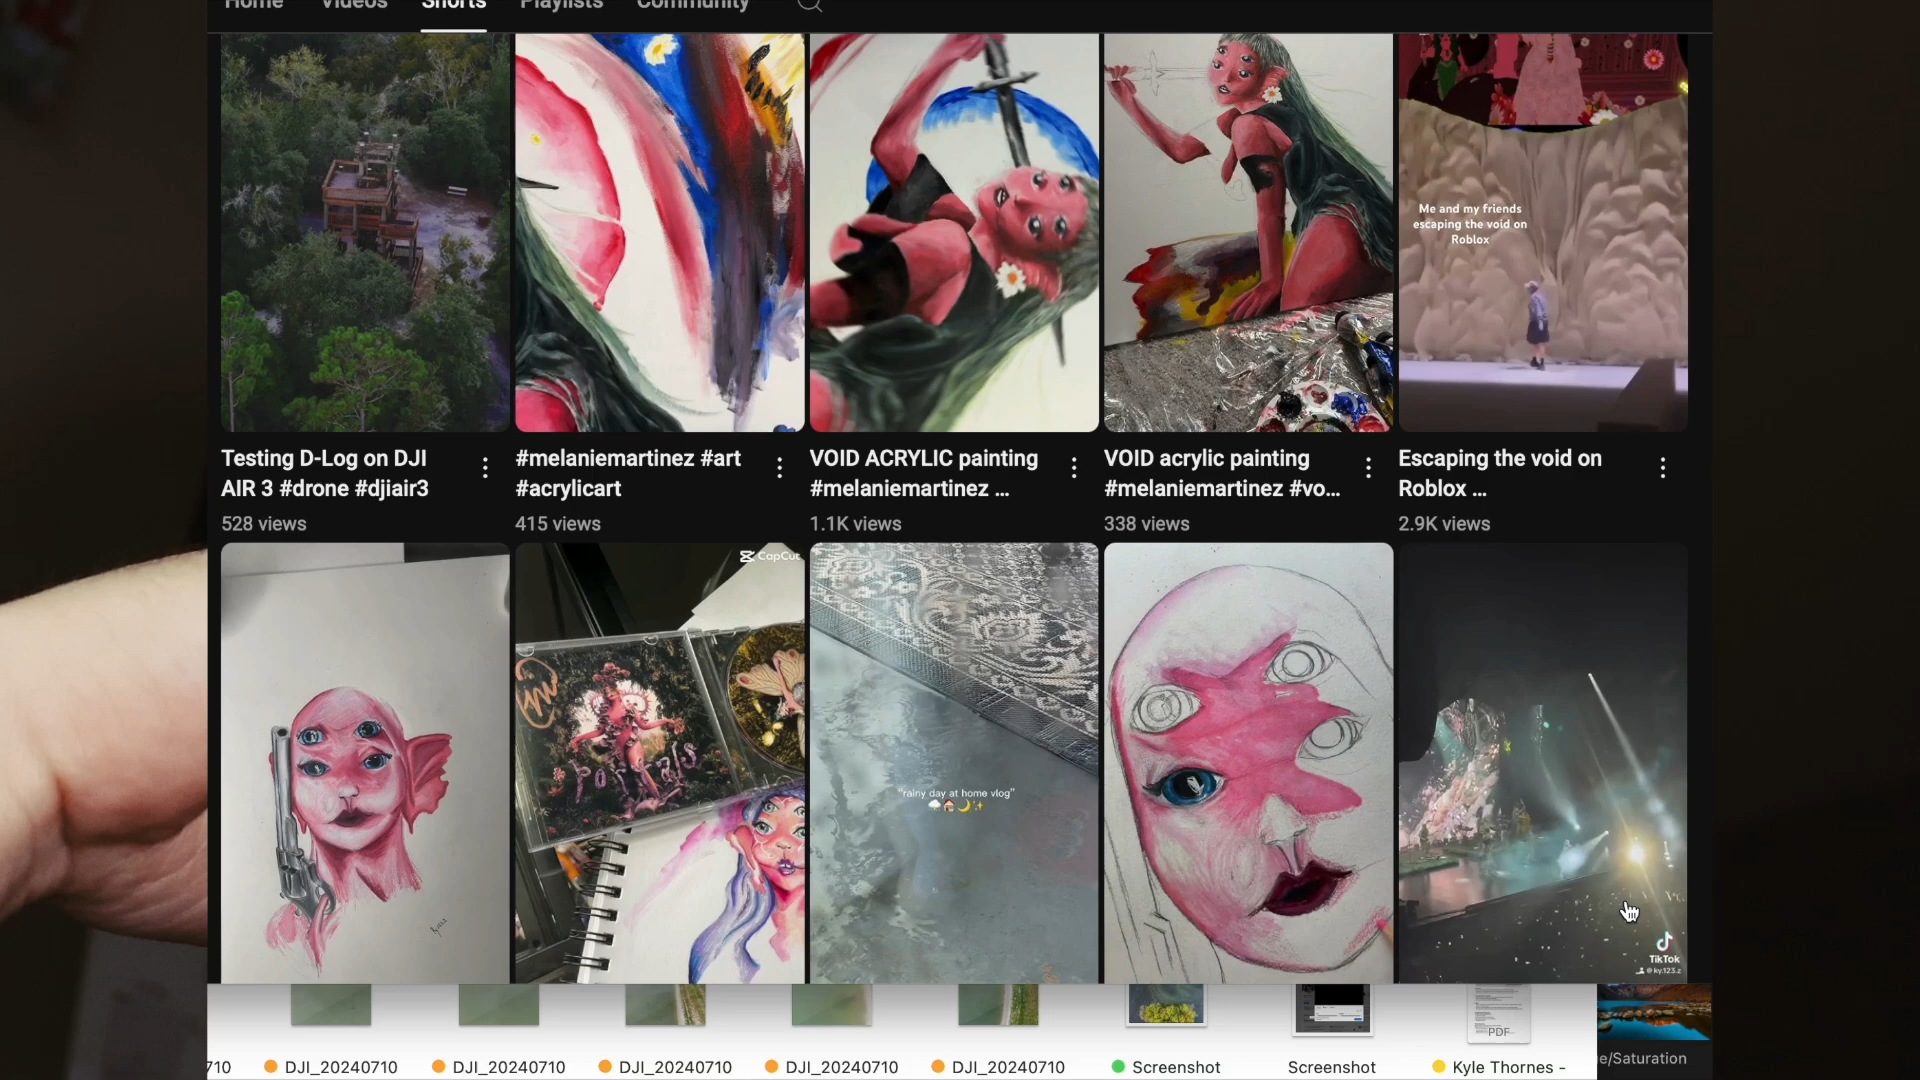 Home Videos Shorts Playlists Community
Me and my friends
escaping the void on
Roblox
Testing D-Log on DJI
AIR 3 #drone #djiair3
528 views
#melaniemartinez #art
#acrylicart
415 views
VOID ACRYLIC painting
#melaniemartinez ...
1.1K views
VOID acrylic painting
#melaniemartinez #vo...
338 views
Escaping the void on
Roblox ...
2.9K views
CapCut
PORTALS
"rainy day at home vlog"
TikTok
@ky.123.z
PDF
710
DJI_20240710
DJI_20240710
DJI_20240710
DJI_20240710
DJI_20240710
Screenshot
Screenshot
Kyle Thornes -
e/Saturation